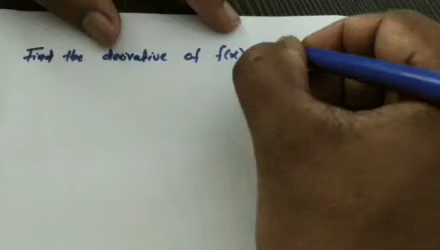 Find the derivative of f(x)